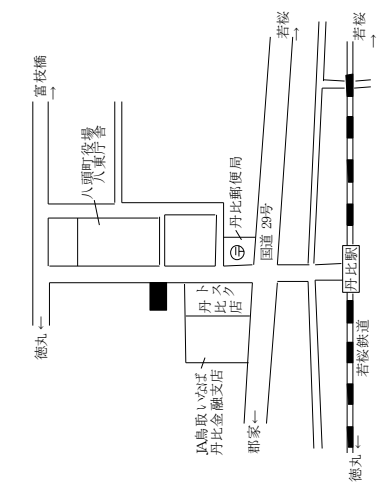 若桜
→
若桜
→
富枝橋
→
八頭町役場
八東庁舎
丹比郵便局
国道29号
トスク
丹比店
丹比駅
若桜鉄道
徳丸←
JA鳥取いなば
丹比金融支店
郡家←
徳丸←